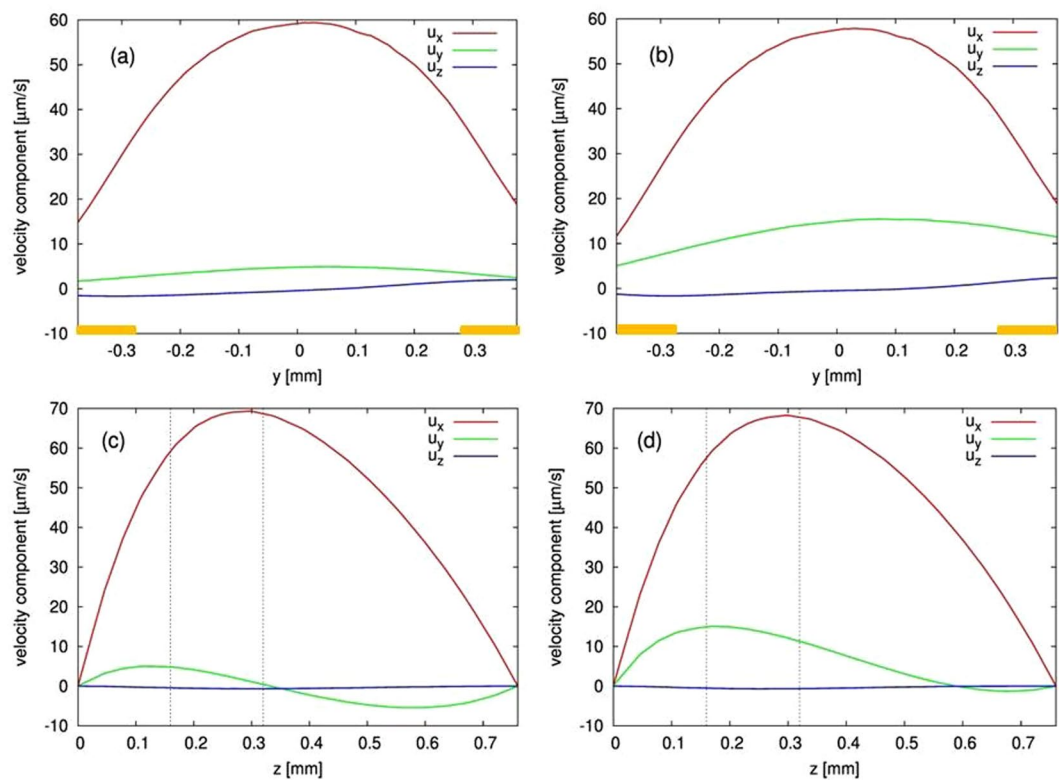 (a)
u_x
u_y
u_z
velocity component [μm/s]
60
50
40
30
20
10
0
-10
-0.3 -0.2 -0.1 0 0.1 0.2 0.3
y [mm]
(b)
u_x
u_y
u_z
velocity component [μm/s]
60
50
40
30
20
10
0
-10
-0.3 -0.2 -0.1 0 0.1 0.2 0.3
y [mm]
(c)
u_x
u_y
u_z
velocity component [μm/s]
70
60
50
40
30
20
10
0
-10
0 0.1 0.2 0.3 0.4 0.5 0.6 0.7
z [mm]
(d)
u_x
u_y
u_z
velocity component [μm/s]
70
60
50
40
30
20
10
0
-10
0 0.1 0.2 0.3 0.4 0.5 0.6 0.7
z [mm]